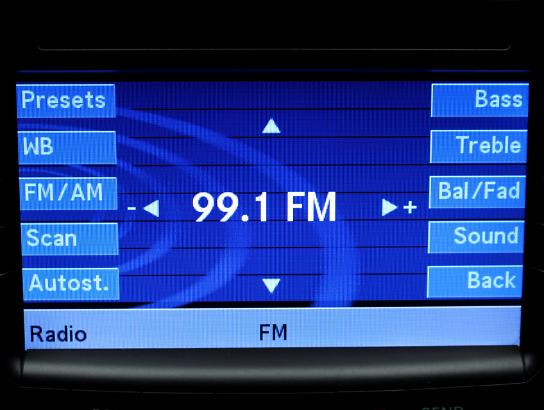 Presets
Bass
WB
Treble
FM/AM
Bal/Fad
- 99.1 FM +
Scan
Sound
Autost.
Back
Radio
FM